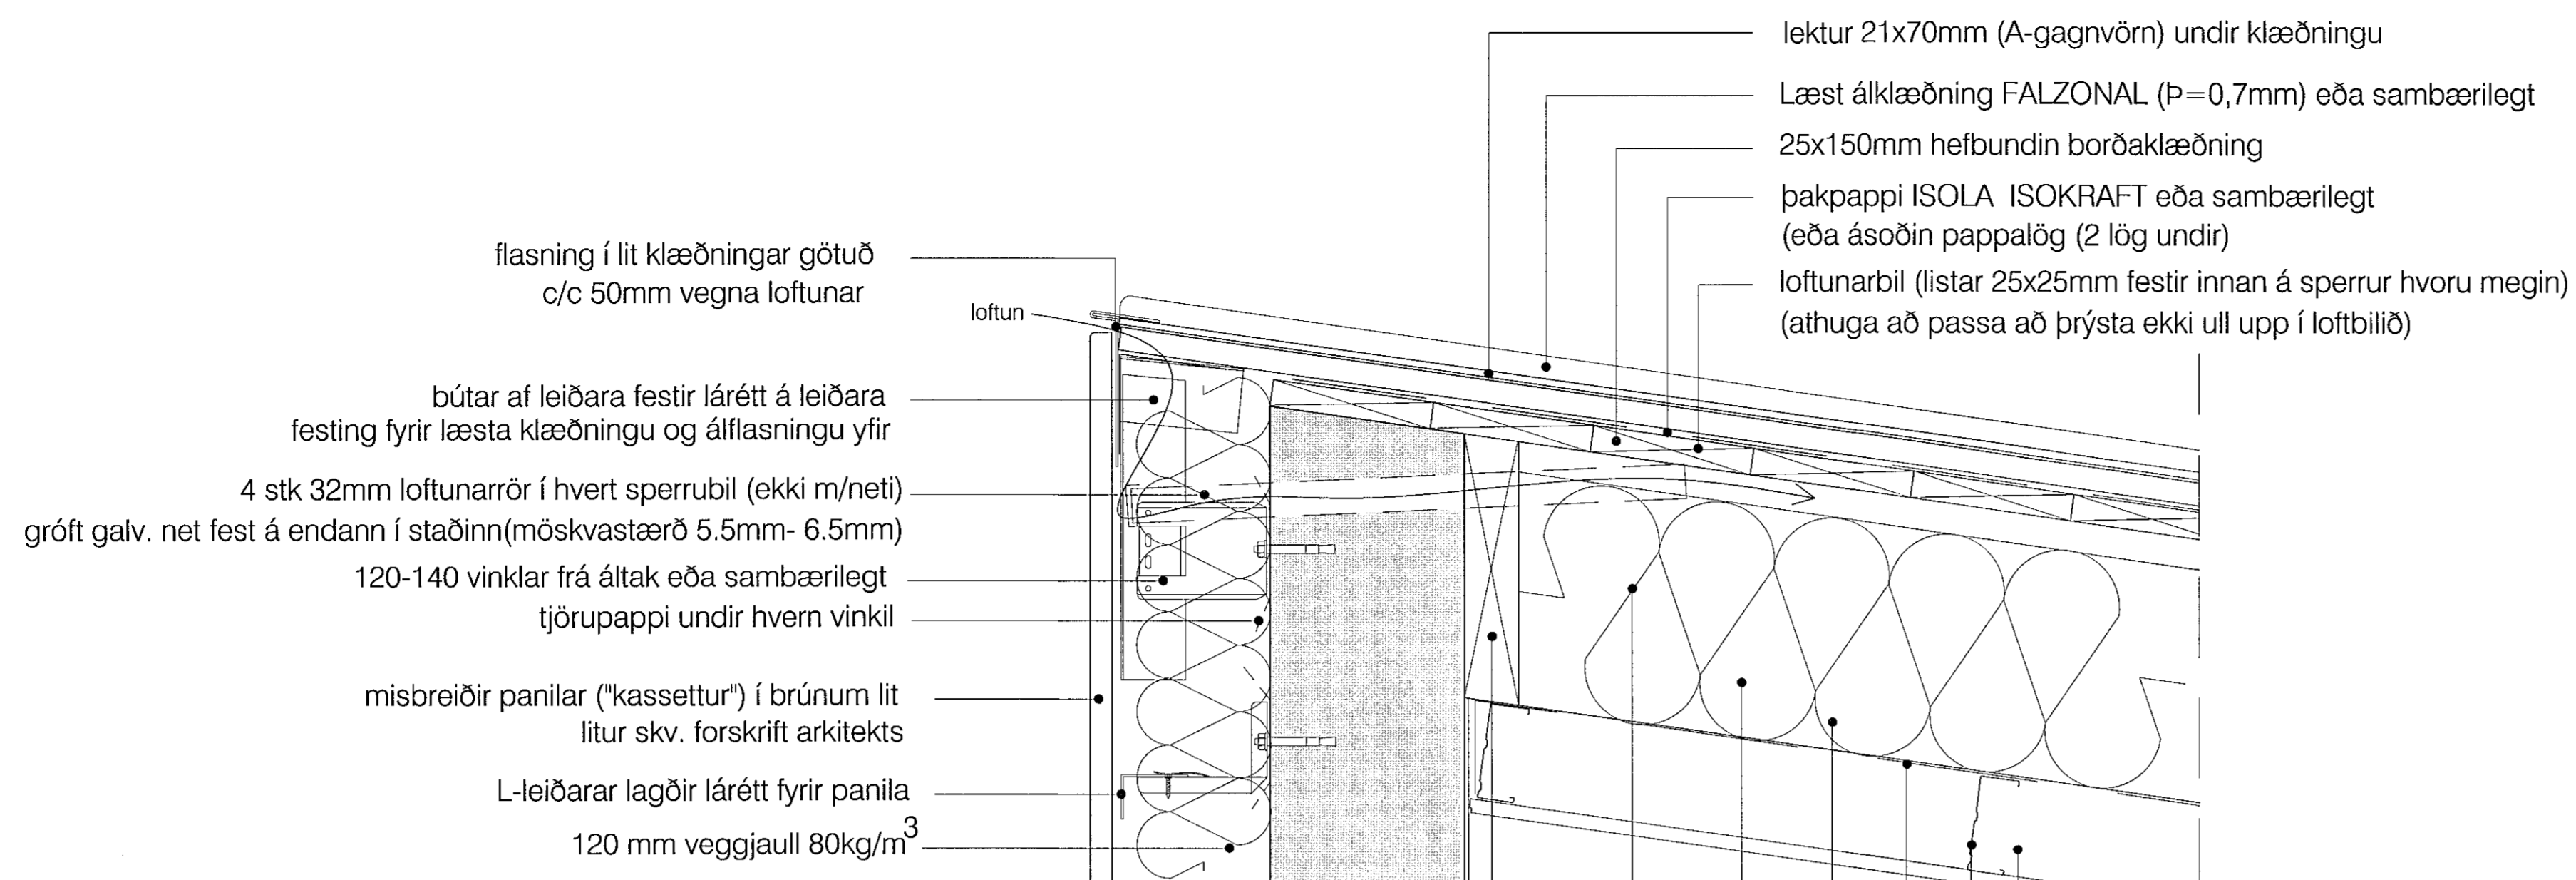 lektur 21x70mm (A-gagnvörn) undir klæðningu
Læst álklæðning FALZONAL (Þ=0,7mm) eða sambærilegt
25x150mm hefbundin borðaklæðning
þakpappi ISOLA ISOKRAFT eða sambærilegt
(eða ásoðin pappalög (2 lög undir)
loftunarbil (listar 25x25mm festir innan á sperrur hvoru megin)
(athuga að passa að þrýsta ekki ull upp í loftbilið)
flasning í lit klæðningar götuð
c/c 50mm vegna loftunar
loftun
bútar af leiðara festir lárétt á leiðara
festing fyrir læsta klæðningu og álflasningu yfir
4 stk 32mm loftunarrör í hvert sperrubil (ekki m/neti)
gróft galv. net fest á endann í staðinn(möskvastærð 5.5mm- 6.5mm)
120-140 vinklar frá áltak eða sambærilegt
tjörupappi undir hvern vinkil
misbreiðir panilar ("kassettur") í brúnum lit
litur skv. forskrift arkitekts
L-leiðarar lagðir lárétt fyrir panila
120 mm veggjaull 80kg/m³